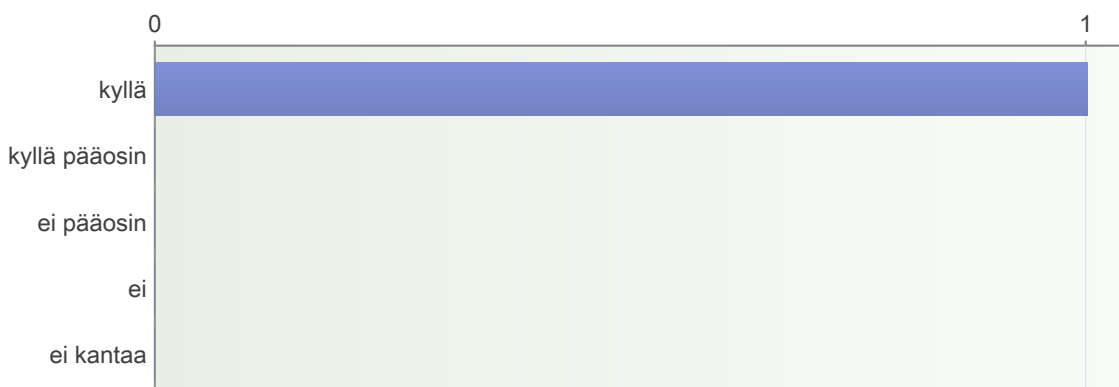 0 1
kyllä
kyllä pääosin
ei pääosin
ei
ei kantaa